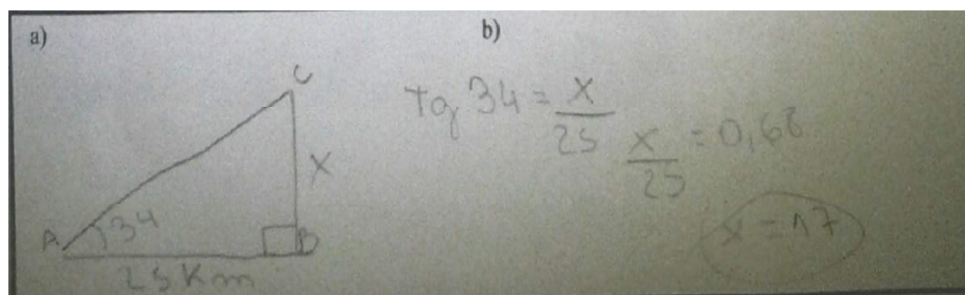 a)
C
X
A
34
B
25 Km
b)
Tg 34 = X/25
X/25 = 0,68
x = 17